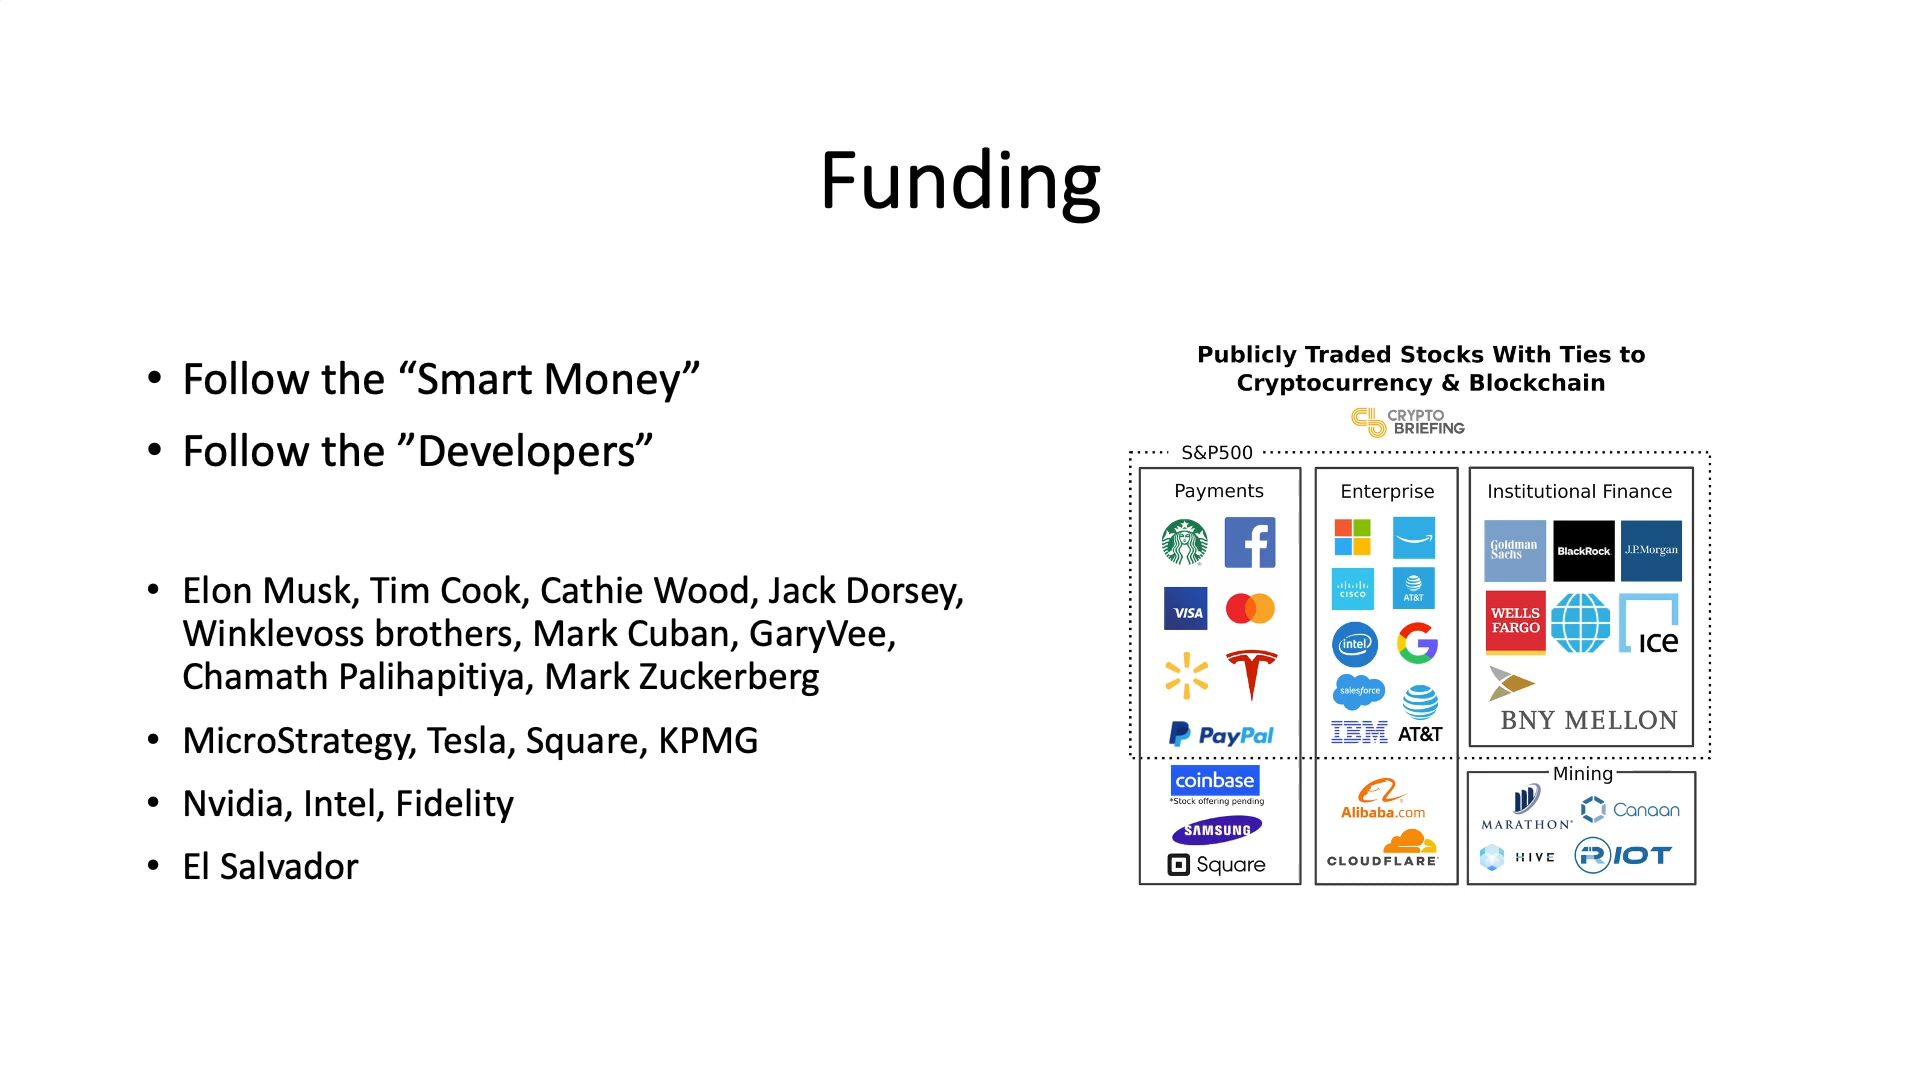 Funding
• Follow the “Smart Money”
• Follow the ”Developers”
• Elon Musk, Tim Cook, Cathie Wood, Jack Dorsey,
Winklevoss brothers, Mark Cuban, GaryVee,
Chamath Palihapitiya, Mark Zuckerberg
• MicroStrategy, Tesla, Square, KPMG
• Nvidia, Intel, Fidelity
• El Salvador
Publicly Traded Stocks With Ties to
Cryptocurrency & Blockchain
CRYPTO
BRIEFING
S&P500
Payments
VISA
PayPal
coinbase
*Stock offering pending
SAMSUNG
Square
Enterprise
CISCO
AT&T
intel
salesforce
IBM
AT&T
Alibaba.com
CLOUDFLARE
Institutional Finance
Goldman
Sachs
BlackRock
J.P.Morgan
WELLS
FARGO
ICE
BNY MELLON
Mining
MARATHON
Canaan
HIVE
RIOT